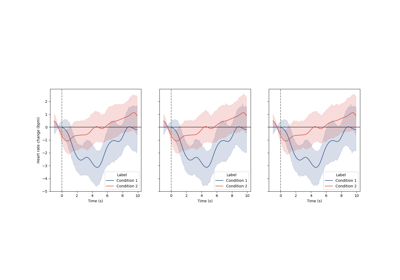 Heart rate change (bpm)
2
1
0
−1
−2
−3
−4
−5
0 2 4 6 8 10
Time (s)
Label
Condition 1
Condition 2
0 2 4 6 8 10
Time (s)
Label
Condition 1
Condition 2
0 2 4 6 8 10
Time (s)
Label
Condition 1
Condition 2